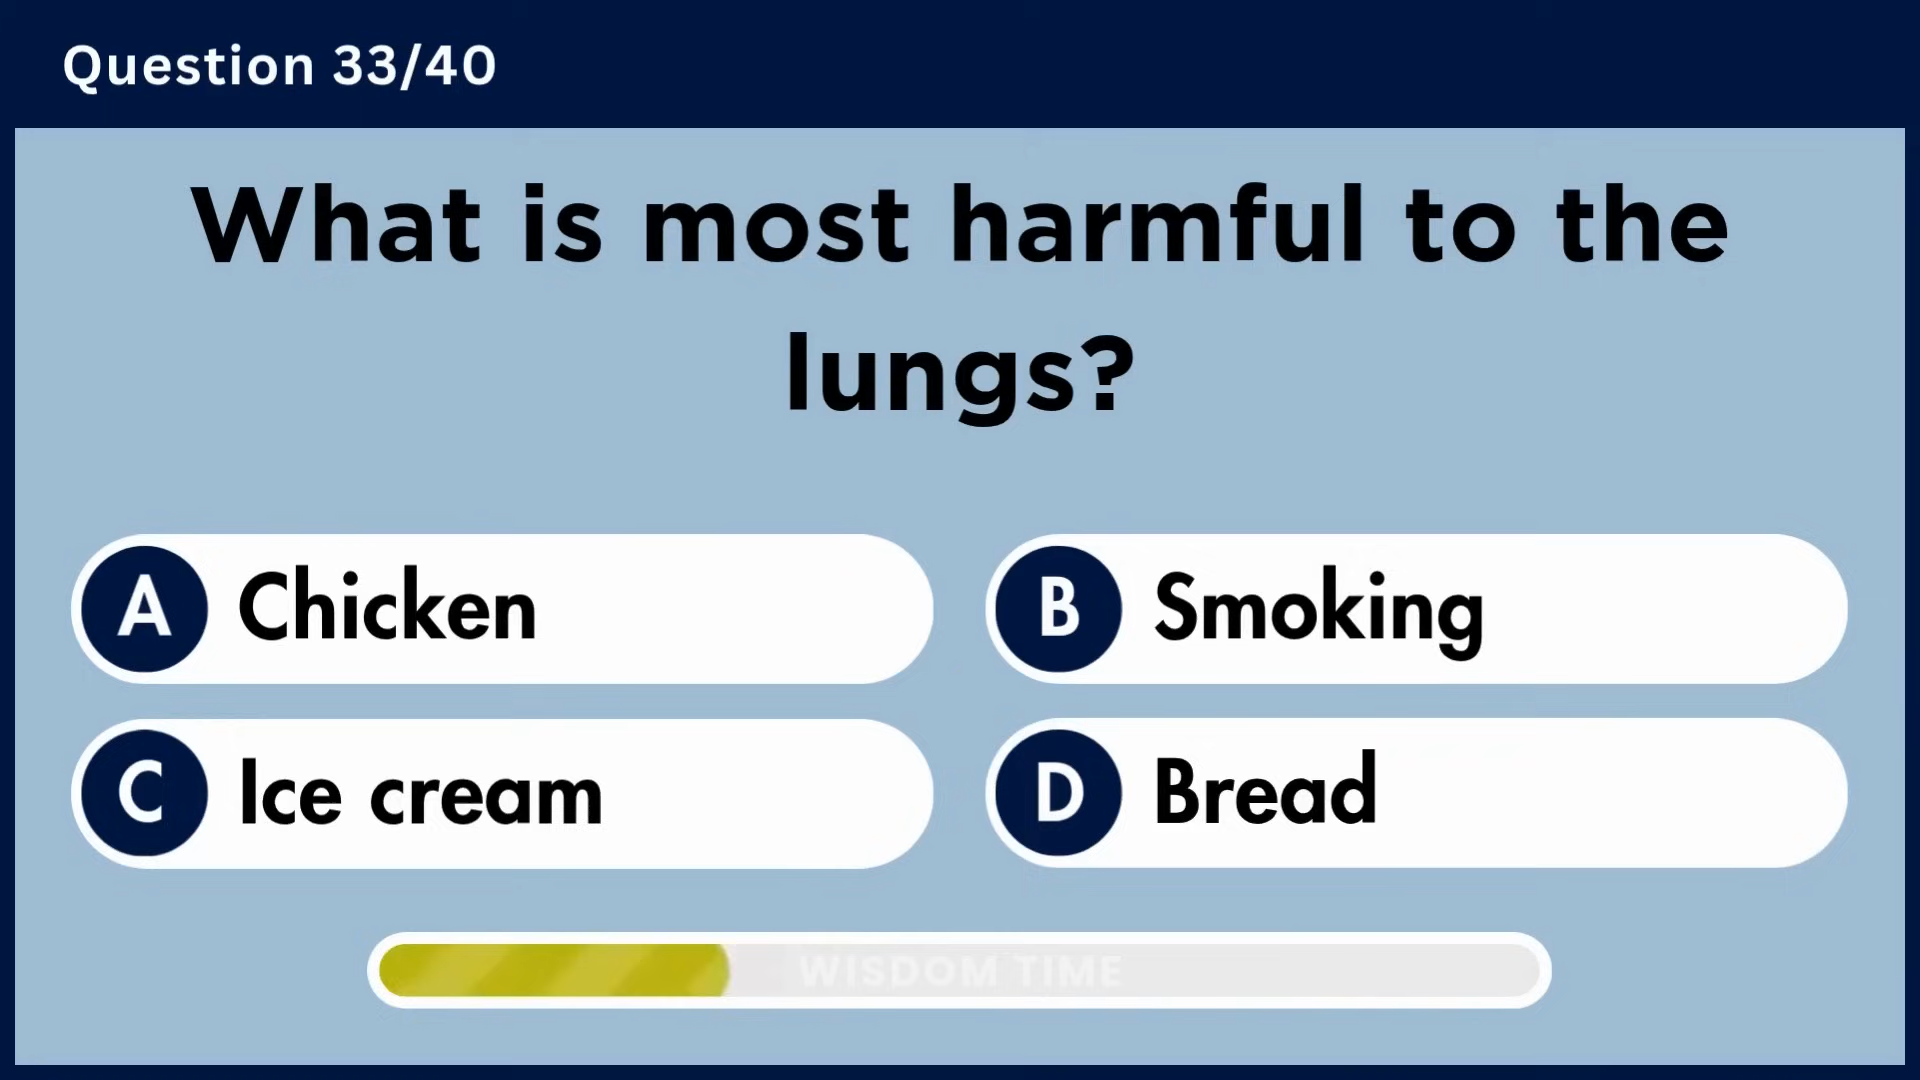 Question 33/40
What is most harmful to the
lungs?
A Chicken
B Smoking
C Ice cream
D Bread
WISDOM TIME